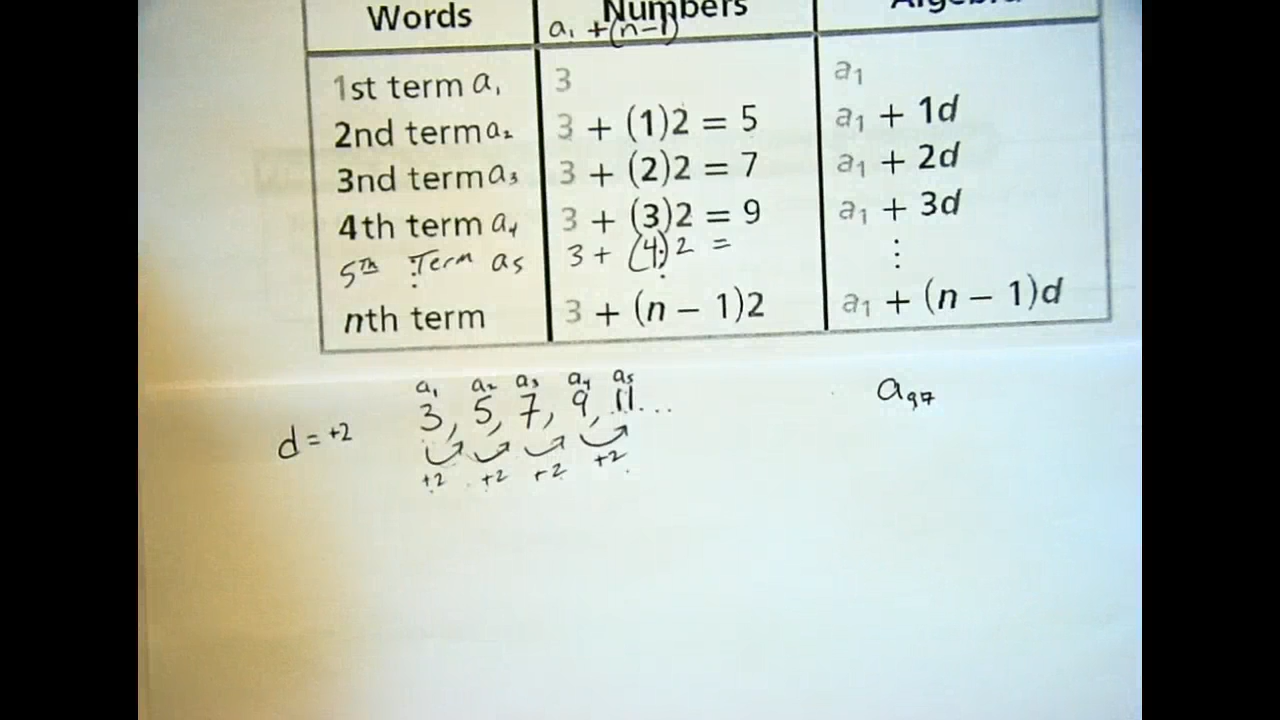 Words Numbers Algebra
a₁ + (n-1)
1st term a₁ 3 a₁
2nd term a₂ 3 + (1)2 = 5 a₁ + 1d
3nd term a₃ 3 + (2)2 = 7 a₁ + 2d
4th term a₄ 3 + (3)2 = 9 a₁ + 3d
5th Term a5 3 + (4)2 = ⋮
nth term 3 + (n − 1)2 a₁ + (n − 1)d
a₁ a₂ a₃ a₄ a₅
d = +2 3, 5, 7, 9, 11... a₉₇
+2 +2 +2 +2